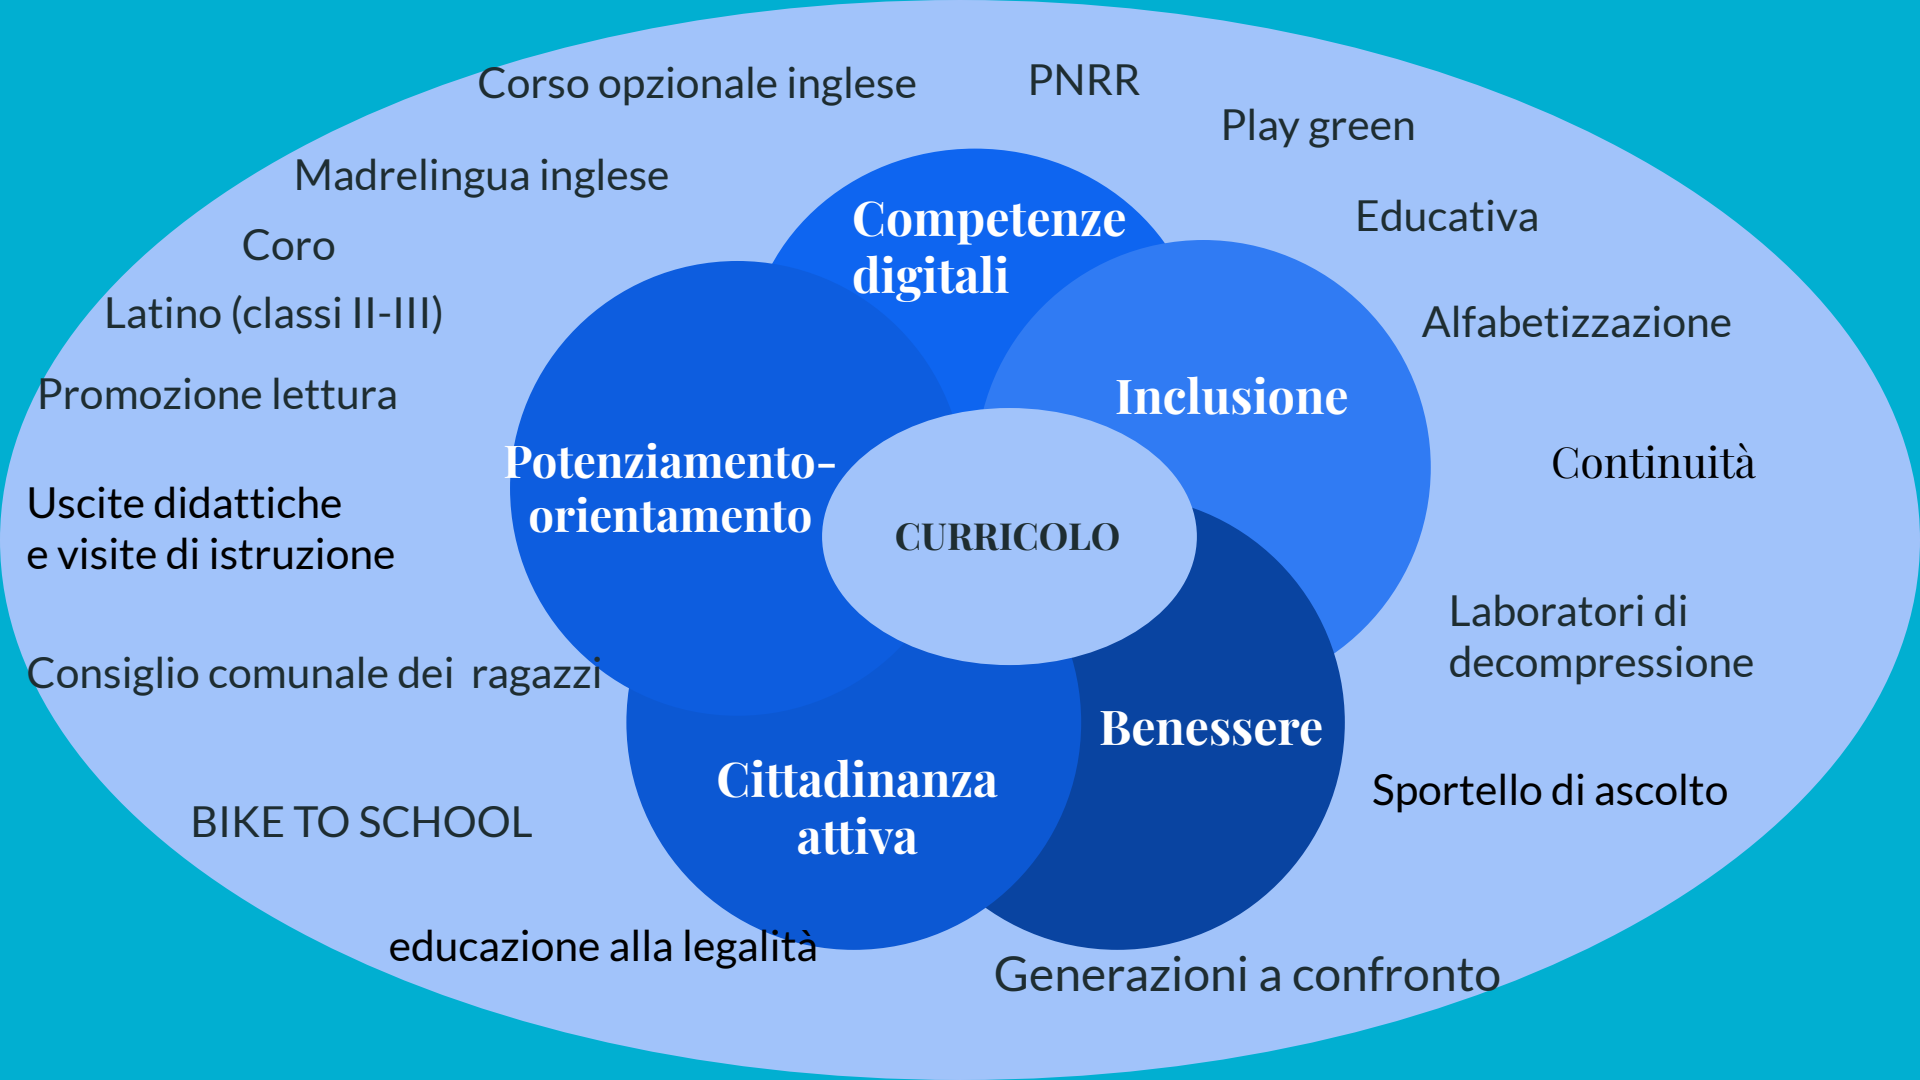 Corso opzionale inglese
PNRR
Play green
Madrelingua inglese
Competenze
digitali
Educativa
Coro
Latino (classi II-III)
Alfabetizzazione
Promozione lettura
Inclusione
Potenziamento-
orientamento
Continuità
Uscite didattiche
e visite di istruzione
CURRICOLO
Laboratori di
decompressione
Consiglio comunale dei  ragazzi
Benessere
Cittadinanza
attiva
Sportello di ascolto
BIKE TO SCHOOL
educazione alla legalità
Generazioni a confronto